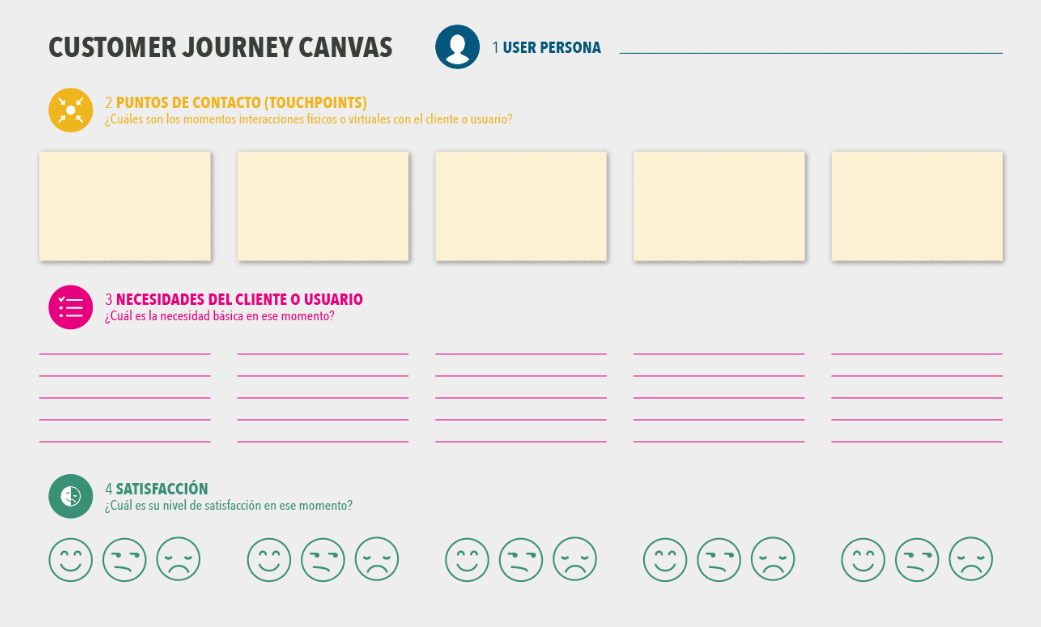 CUSTOMER JOURNEY CANVAS
1 USER PERSONA
2 PUNTOS DE CONTACTO (TOUCHPOINTS)
¿Cuáles son los momentos interacciones físicos o virtuales con el cliente o usuario?
3 NECESIDADES DEL CLIENTE O USUARIO
¿Cuál es la necesidad básica en ese momento?
4 SATISFACCIÓN
¿Cuál es su nivel de satisfacción en ese momento?